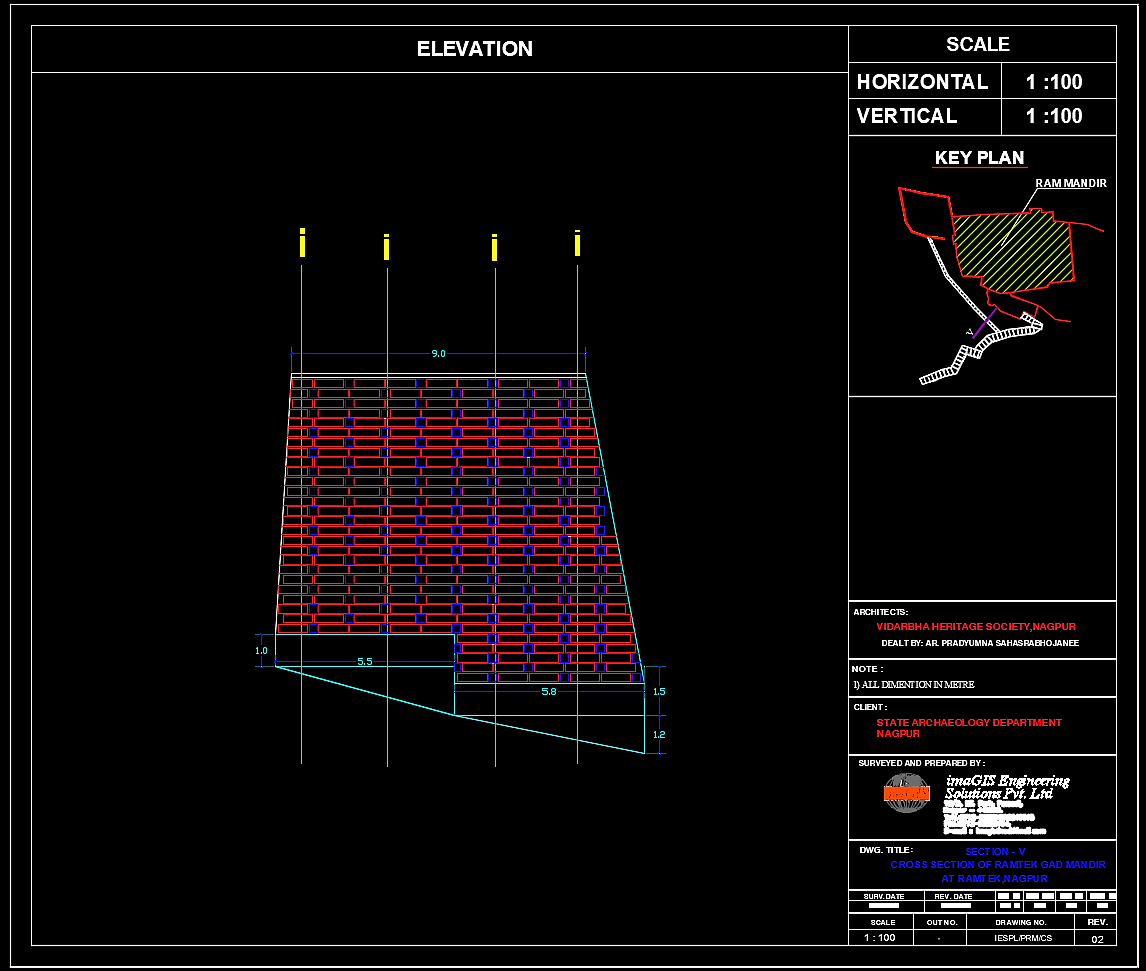 ELEVATION
SCALE
HORIZONTAL 1 :100
VERTICAL 1 :100
KEY PLAN
RAM MANDIR
V
i i i i
9.0
1.0
5.5
5.8
1.5
1.2
ARCHITECTS:
VIDARBHA HERITAGE SOCIETY,NAGPUR
DEALT BY: AR. PRADYUMNA SAHASRABHOJANEE
NOTE :
1) ALL DIMENTION IN METRE
CLIENT :
STATE ARCHAEOLOGY DEPARTMENT
NAGPUR
SURVEYED AND PREPARED BY :
imaGIS Engineering
Solutions Pvt. Ltd
DWG. TITLE:
SECTION - V
CROSS SECTION OF RAMTEK GAD MANDIR
AT RAMTEK,NAGPUR
SURV.DATE REV. DATE
SCALE OUT NO. DRAWING NO. REV.
1 : 100 - IESPL/PRM/CS 02